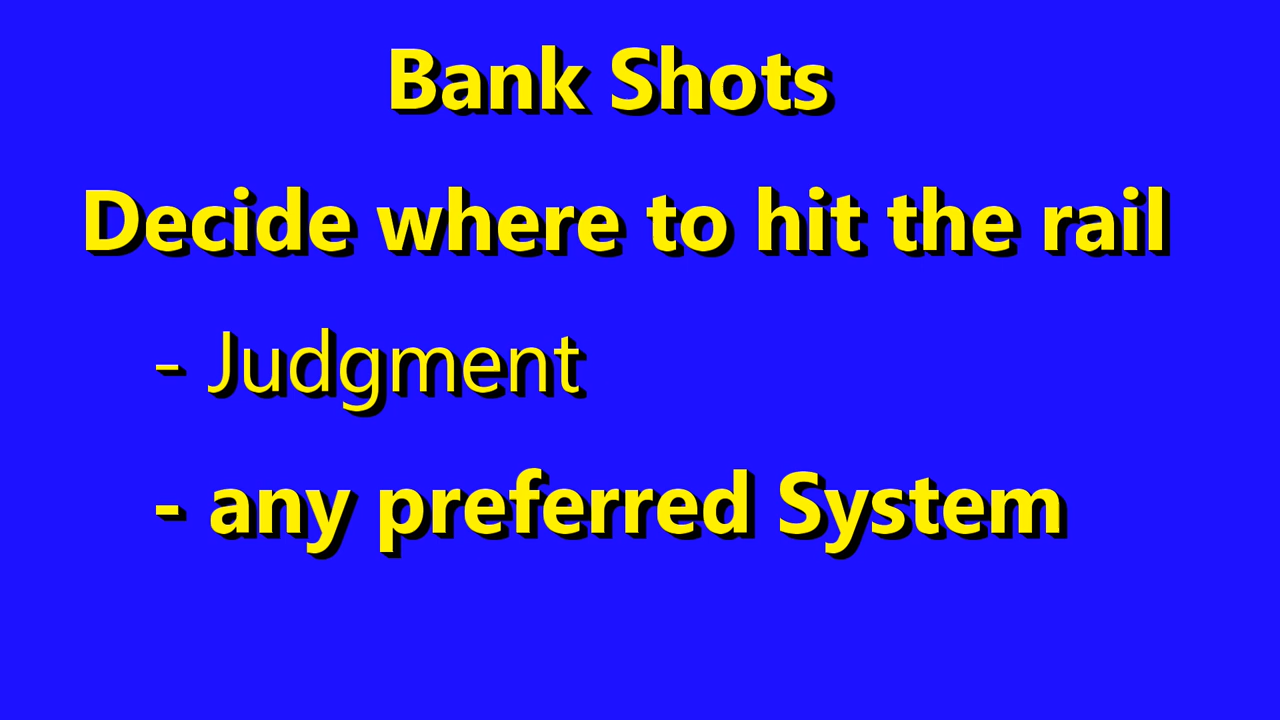 Bank Shots
Decide where to hit the rail
- Judgment
- any preferred System